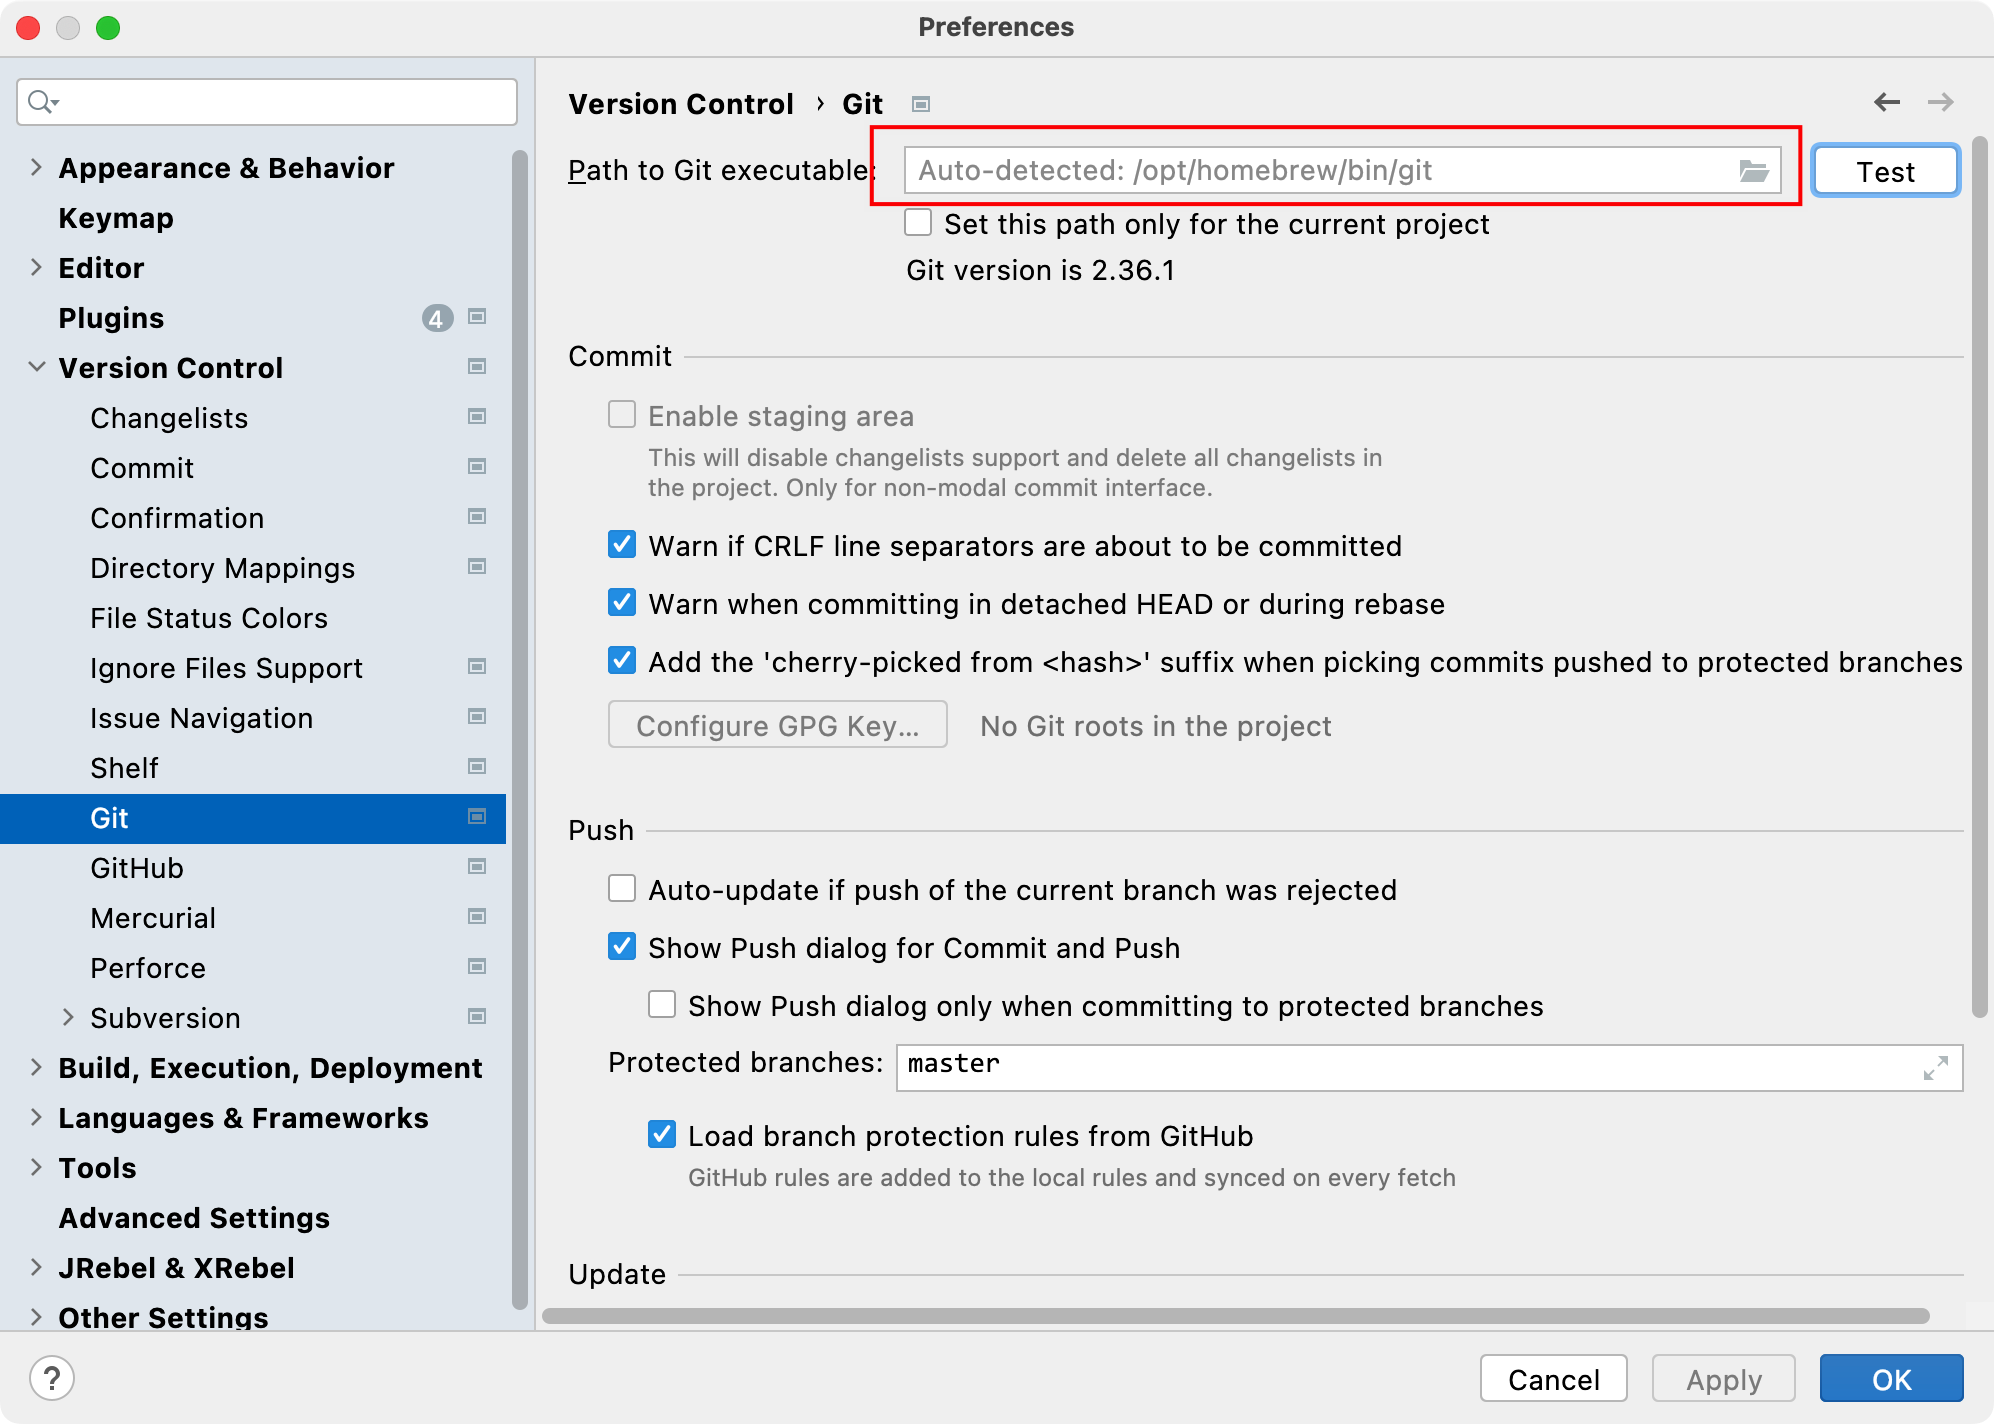 Preferences
Appearance & Behavior
Keymap
Editor
Plugins 4
Version Control
Changelists
Commit
Confirmation
Directory Mappings
File Status Colors
Ignore Files Support
Issue Navigation
Shelf
Git
GitHub
Mercurial
Perforce
Subversion
Build, Execution, Deployment
Languages & Frameworks
Tools
Advanced Settings
JRebel & XRebel
Other Settings
Version Control › Git
Path to Git executable: Auto-detected: /opt/homebrew/bin/git Test
Set this path only for the current project
Git version is 2.36.1
Commit
Enable staging area
This will disable changelists support and delete all changelists in
the project. Only for non-modal commit interface.
Warn if CRLF line separators are about to be committed
Warn when committing in detached HEAD or during rebase
Add the 'cherry-picked from <hash>' suffix when picking commits pushed to protected branches
Configure GPG Key... No Git roots in the project
Push
Auto-update if push of the current branch was rejected
Show Push dialog for Commit and Push
Show Push dialog only when committing to protected branches
Protected branches: master
Load branch protection rules from GitHub
GitHub rules are added to the local rules and synced on every fetch
Update
? Cancel Apply OK